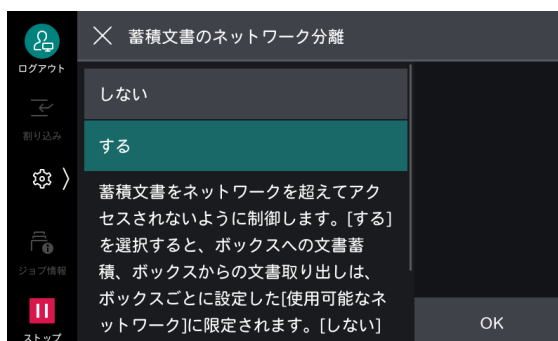 蓄積文書のネットワーク分離
ログアウト
割り込み
ジョブ情報
ストップ
しない
する
蓄積文書をネットワークを超えてアク
セスされないように制御します。[する]
を選択すると、ボックスへの文書蓄
積、ボックスからの文書取り出しは、
ボックスごとに設定した[使用可能なネ
ットワーク]に限定されます。[しない]
OK